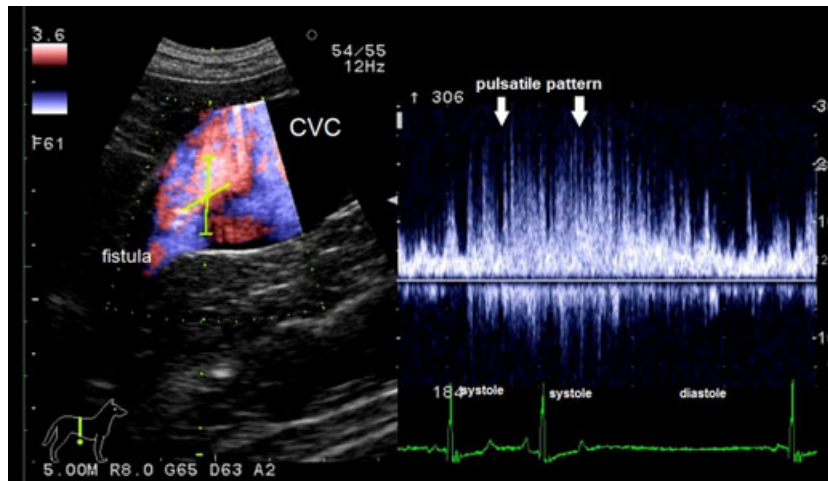 3.6
54/55
12Hz
F61
CVC
fistula
5.00M R8.0 G65 D63 A2
pulsatile pattern
↑ 306
184
systole
systole
diastole